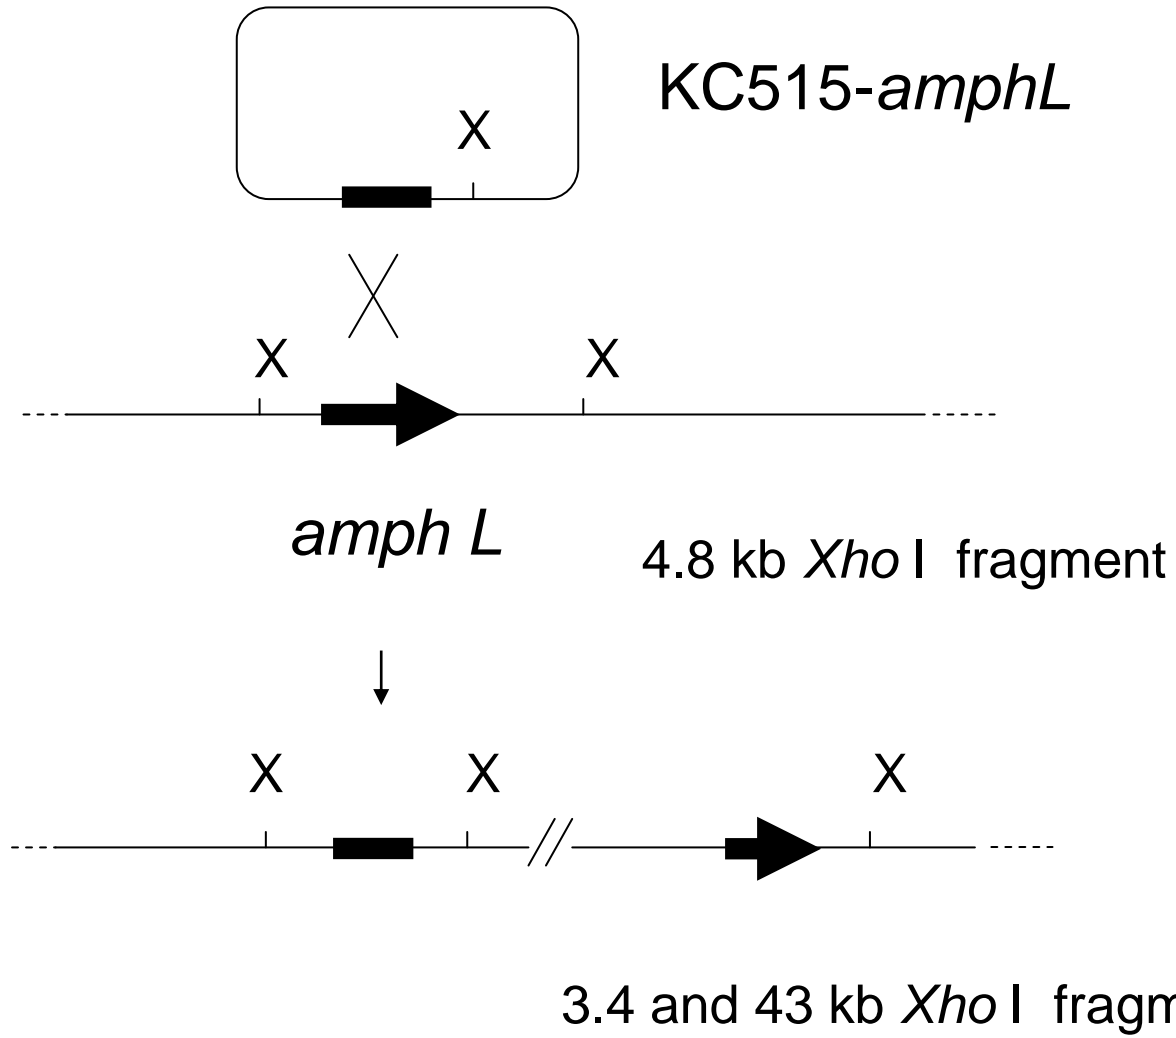 KC515-amphL
X
X X
amph L
4.8 kb Xho I fragment
X X X
3.4 and 43 kb Xho I fragm